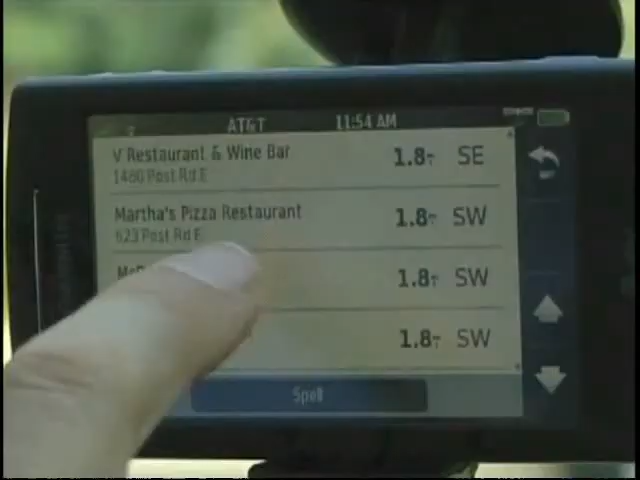 AT&T 11:54 AM
V Restaurant & Wine Bar 1.8 SE
1460 Post Rd E
Martha's Pizza Restaurant 1.8 SW
623 Post Rd E
1.8 SW
1.8 SW
Spell